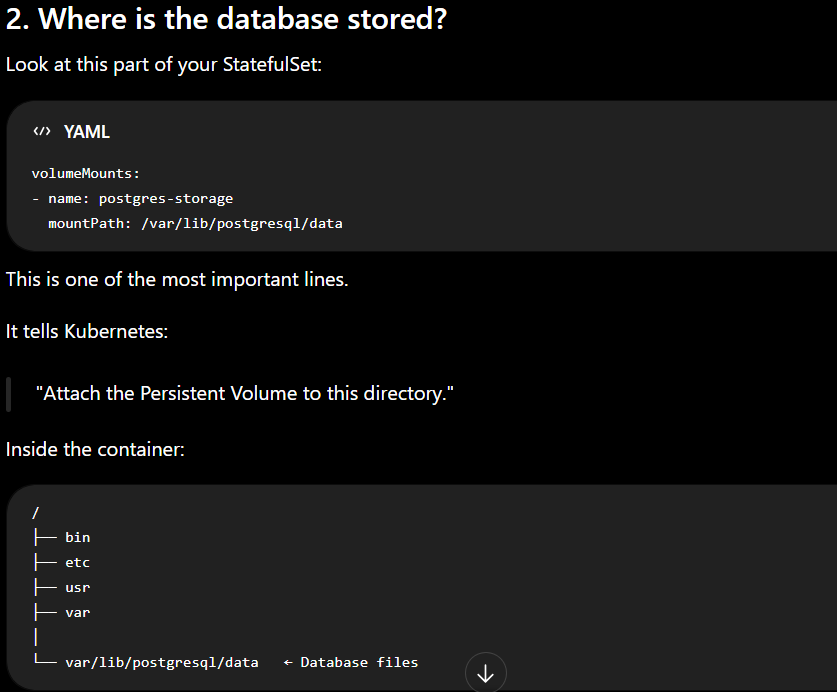 2. Where is the database stored?
Look at this part of your StatefulSet:
</> YAML
volumeMounts:
- name: postgres-storage
  mountPath: /var/lib/postgresql/data
This is one of the most important lines.
It tells Kubernetes:
"Attach the Persistent Volume to this directory."
Inside the container:
/
├── bin
├── etc
├── usr
├── var
│
└── var/lib/postgresql/data   ← Database files